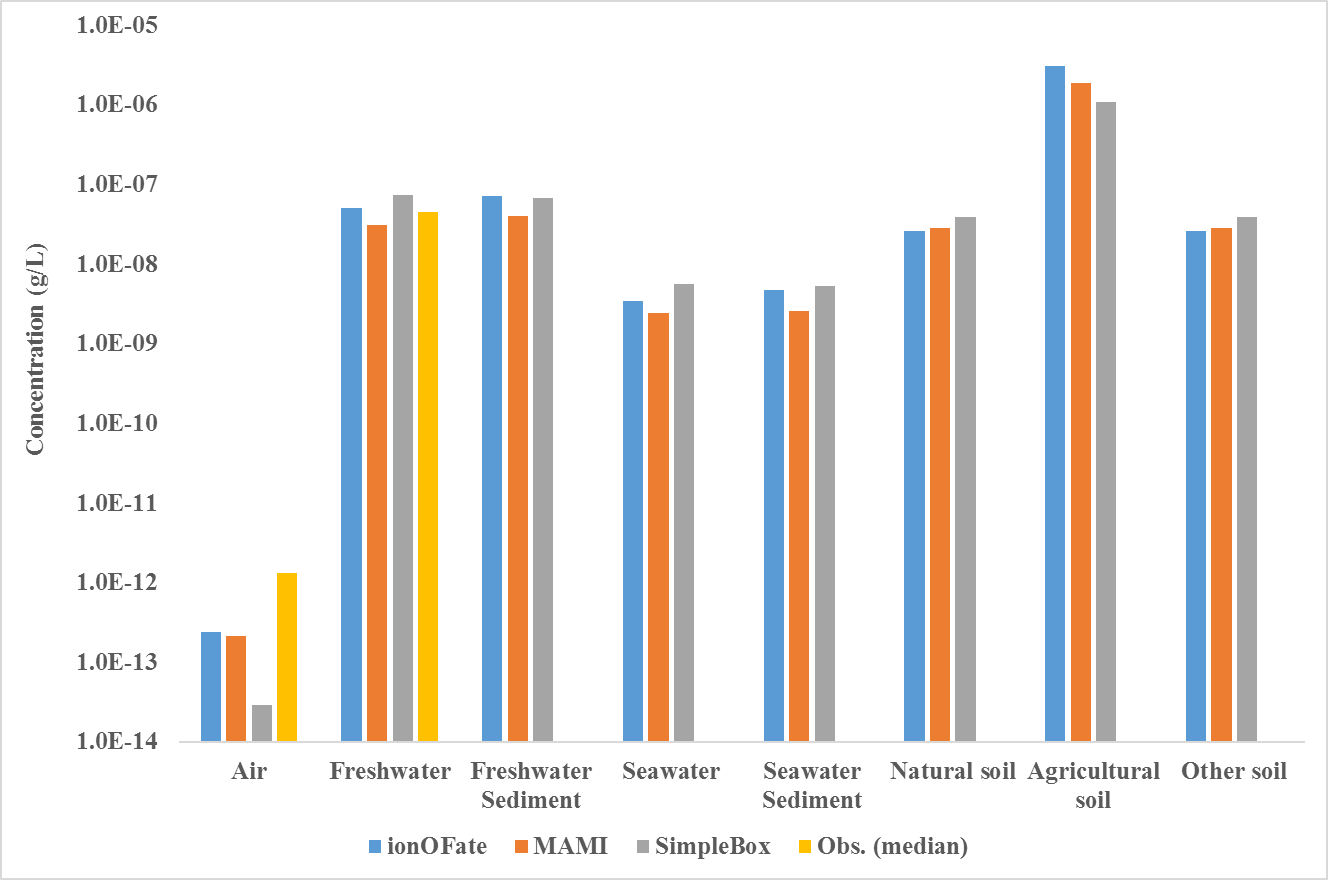 1.0E-05
1.0E-06
1.0E-07
1.0E-08
1.0E-09
1.0E-10
1.0E-11
1.0E-12
1.0E-13
1.0E-14
Concentration (g/L)
Air
Freshwater
Freshwater
Sediment
Seawater
Seawater
Sediment
Natural soil
Agricultural
soil
Other soil
ionOFate
MAMI
SimpleBox
Obs. (median)